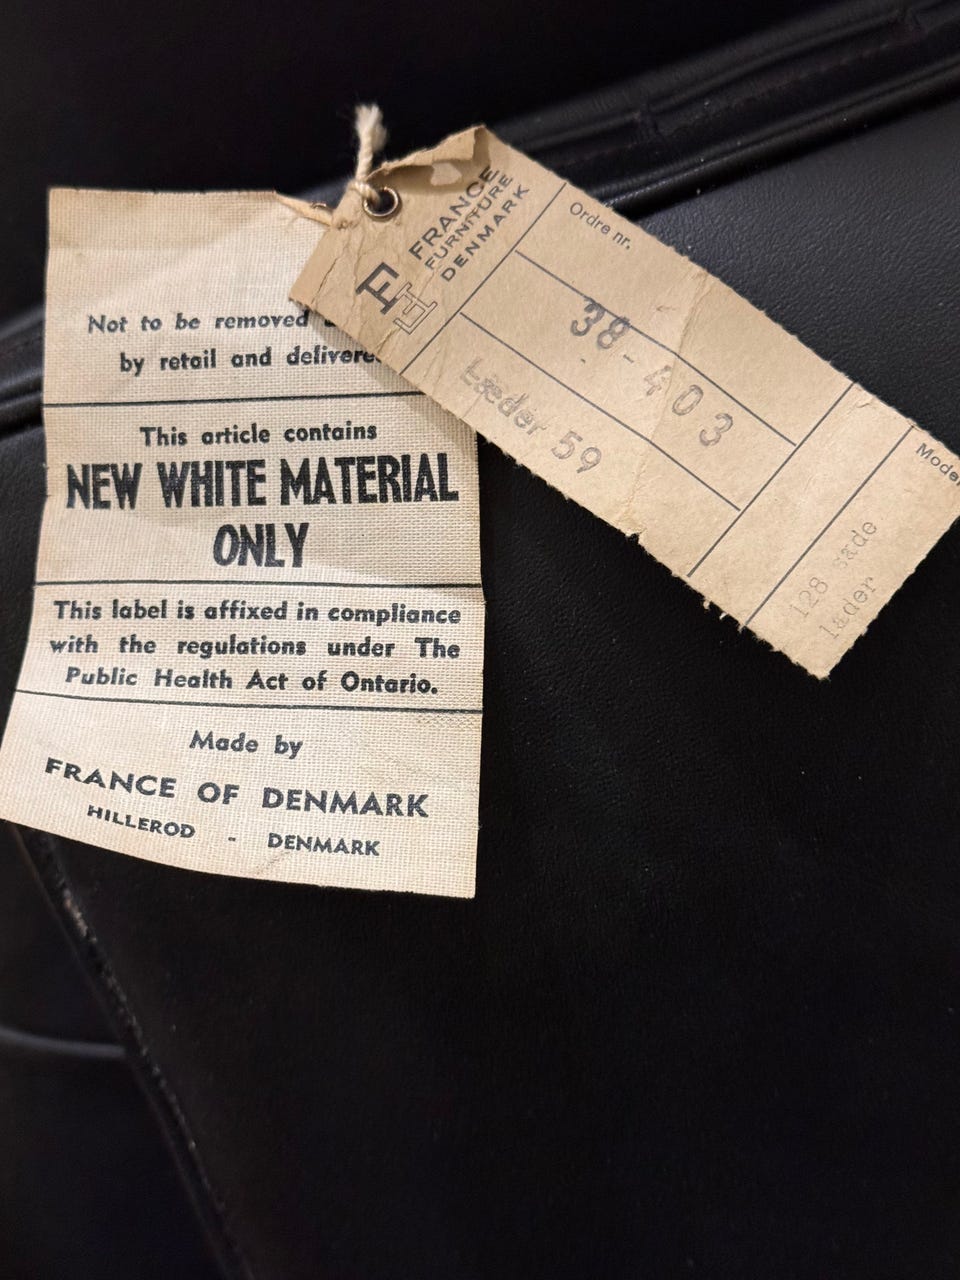 Not to be removed
by retail and delivere
This article contains
NEW WHITE MATERIAL
ONLY
This label is affixed in compliance
with the regulations under The
Public Health Act of Ontario.
Made by
FRANCE OF DENMARK
HILLEROD - DENMARK
FRANCE
FURNITURE
DENMARK
Ordre nr.
38-403
Læder 59
Model
128 sæde
læder